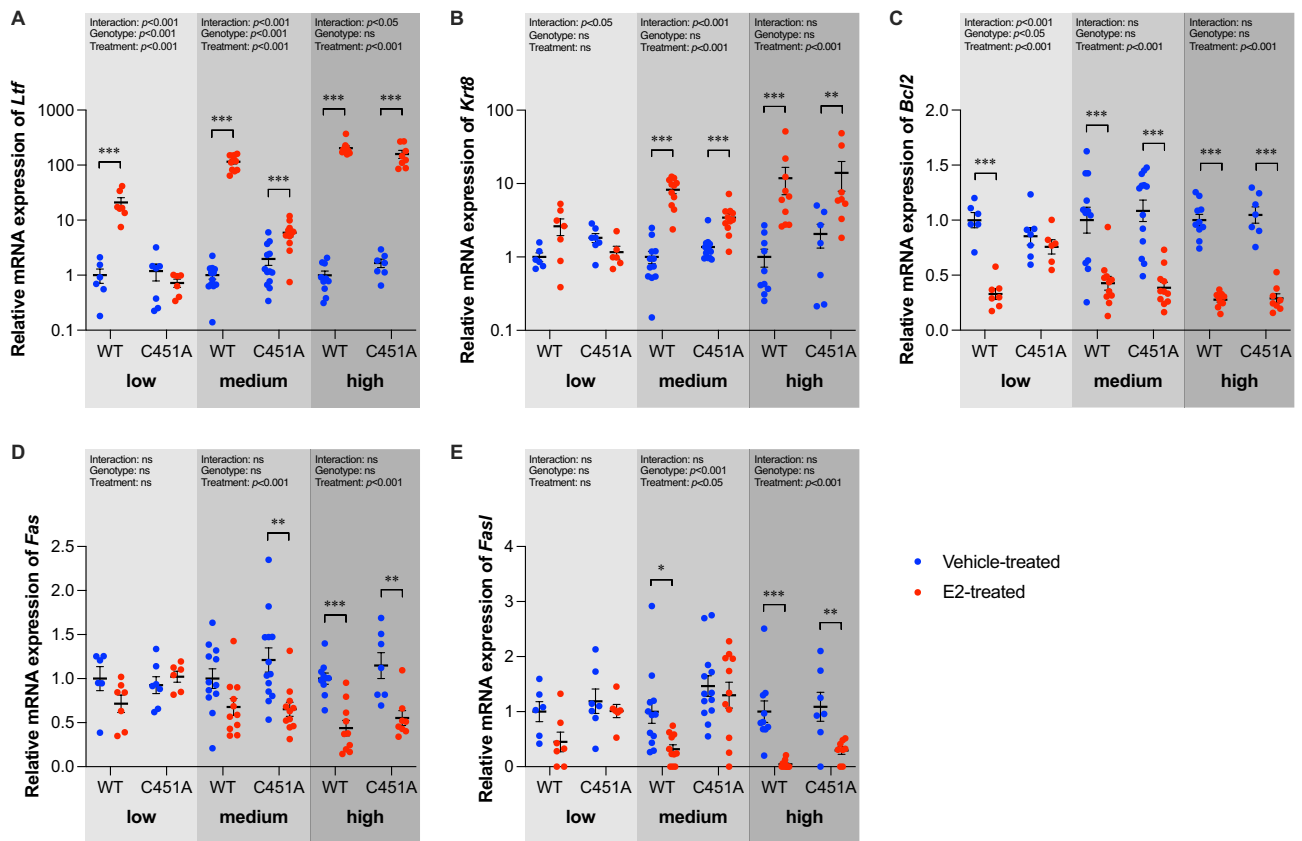 A
Interaction: p<0.001
Genotype: p<0.001
Treatment: p<0.001
Interaction: p<0.001
Genotype: p<0.001
Treatment: p<0.001
Interaction: p<0.05
Genotype: ns
Treatment: p<0.001
Relative mRNA expression of Ltf
1000
100
10
1
0.1
***
***
***
***
***
WT
C451A
WT
C451A
WT
C451A
low
medium
high
B
Interaction: p<0.05
Genotype: ns
Treatment: ns
Interaction: p<0.001
Genotype: ns
Treatment: p<0.001
Interaction: ns
Genotype: ns
Treatment: p<0.001
Relative mRNA expression of Krt8
100
10
1
0.1
***
***
***
**
WT
C451A
WT
C451A
WT
C451A
low
medium
high
C
Interaction: p<0.001
Genotype: p<0.05
Treatment: p<0.001
Interaction: ns
Genotype: ns
Treatment: p<0.001
Interaction: ns
Genotype: ns
Treatment: p<0.001
Relative mRNA expression of Bcl2
2.0
1.5
1.0
0.5
0.0
***
***
***
***
***
WT
C451A
WT
C451A
WT
C451A
low
medium
high
D
Interaction: ns
Genotype: ns
Treatment: ns
Interaction: ns
Genotype: ns
Treatment: p<0.001
Interaction: ns
Genotype: ns
Treatment: p<0.001
Relative mRNA expression of Fas
2.5
2.0
1.5
1.0
0.5
0.0
**
***
**
WT
C451A
WT
C451A
WT
C451A
low
medium
high
E
Interaction: ns
Genotype: ns
Treatment: ns
Interaction: ns
Genotype: p<0.001
Treatment: p<0.05
Interaction: ns
Genotype: ns
Treatment: p<0.001
Relative mRNA expression of Fasl
4
3
2
1
0
*
***
**
WT
C451A
WT
C451A
WT
C451A
low
medium
high
Vehicle-treated
E2-treated